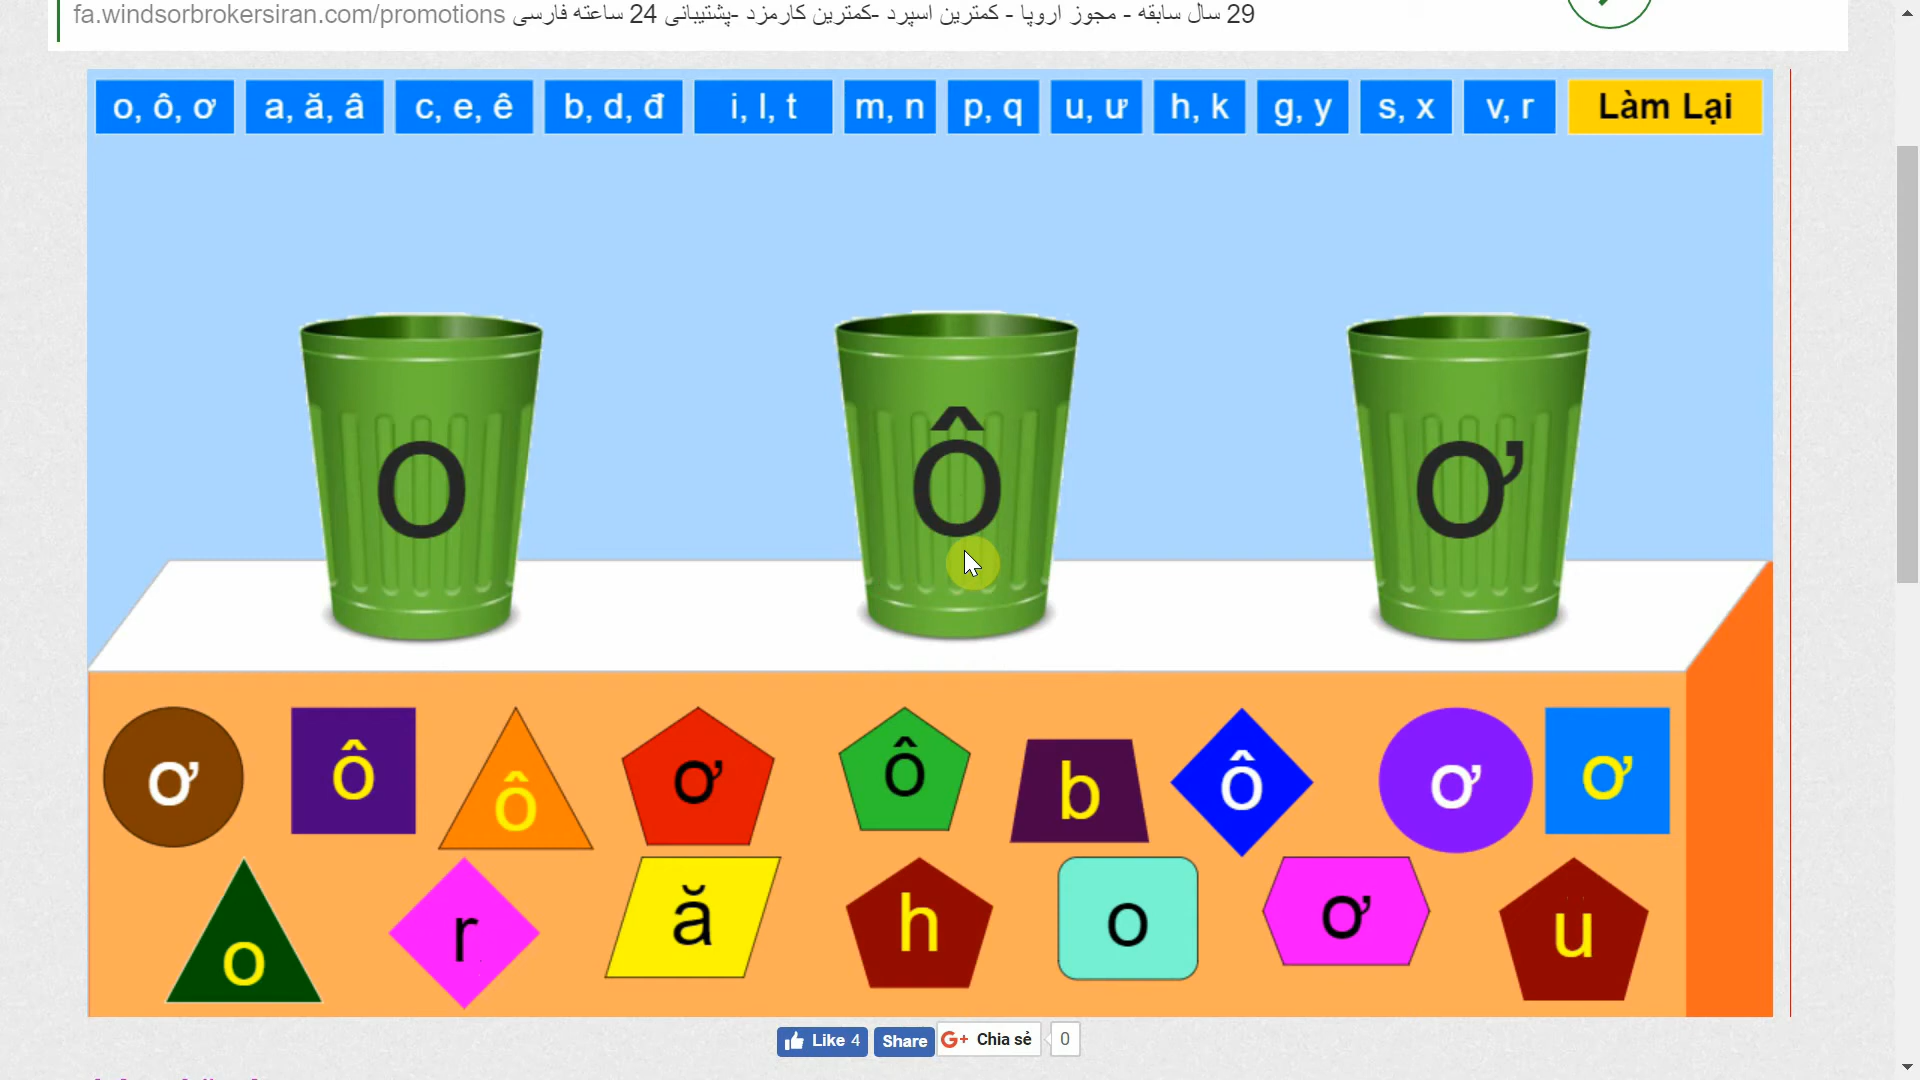 fa.windsorbrokersiran.com/promotions 29 سال سابقه - مجوز اروپا - کمترین اسپرد -کمترین کارمزد -پشتیبانی 24 ساعته فارسی
o, ô, ơ a, ă, â c, e, ê b, d, đ i, l, t m, n p, q u, ư h, k g, y s, x v, r Làm Lại
o ô ơ
ơ ô ô ơ ô b ô ơ ơ
o r ă h o ơ u
Like 4 Share G+ Chia sẻ 0